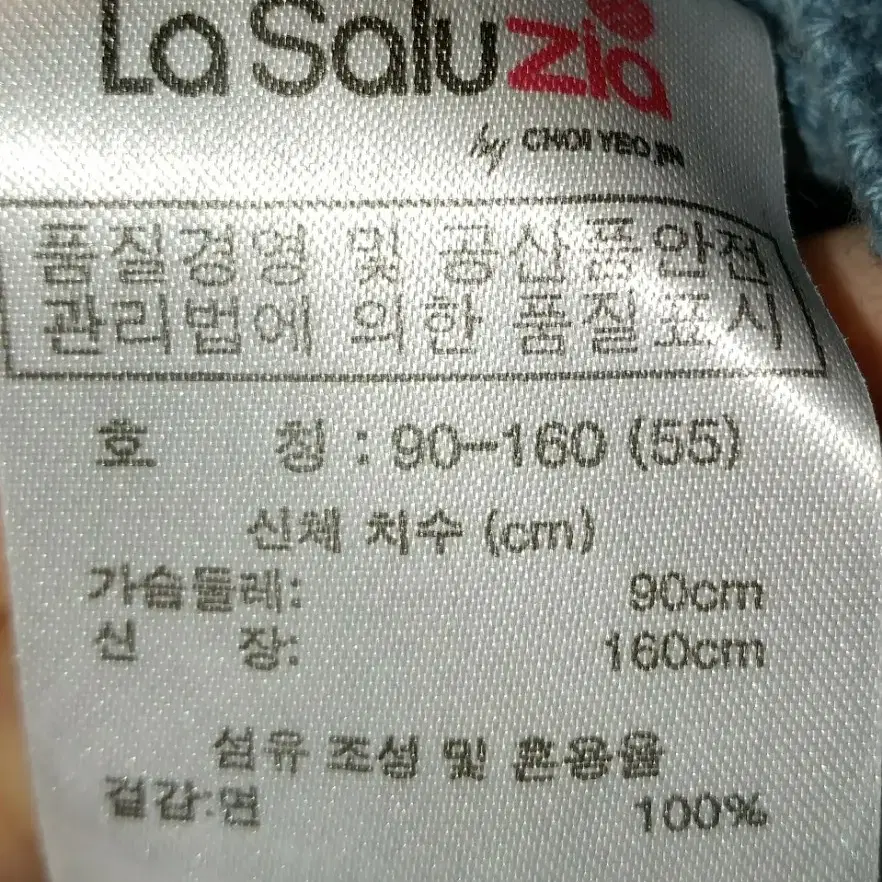 La Saluzia
by CHOI YEO JIN
품질경영 및 공산품안전
관리법에 의한 품질표시
호 칭 : 90-160 (55)
신체 치수 (cm)
가슴둘레: 90cm
신 장: 160cm
섬유 조성 및 혼용율
겉감:면 100%